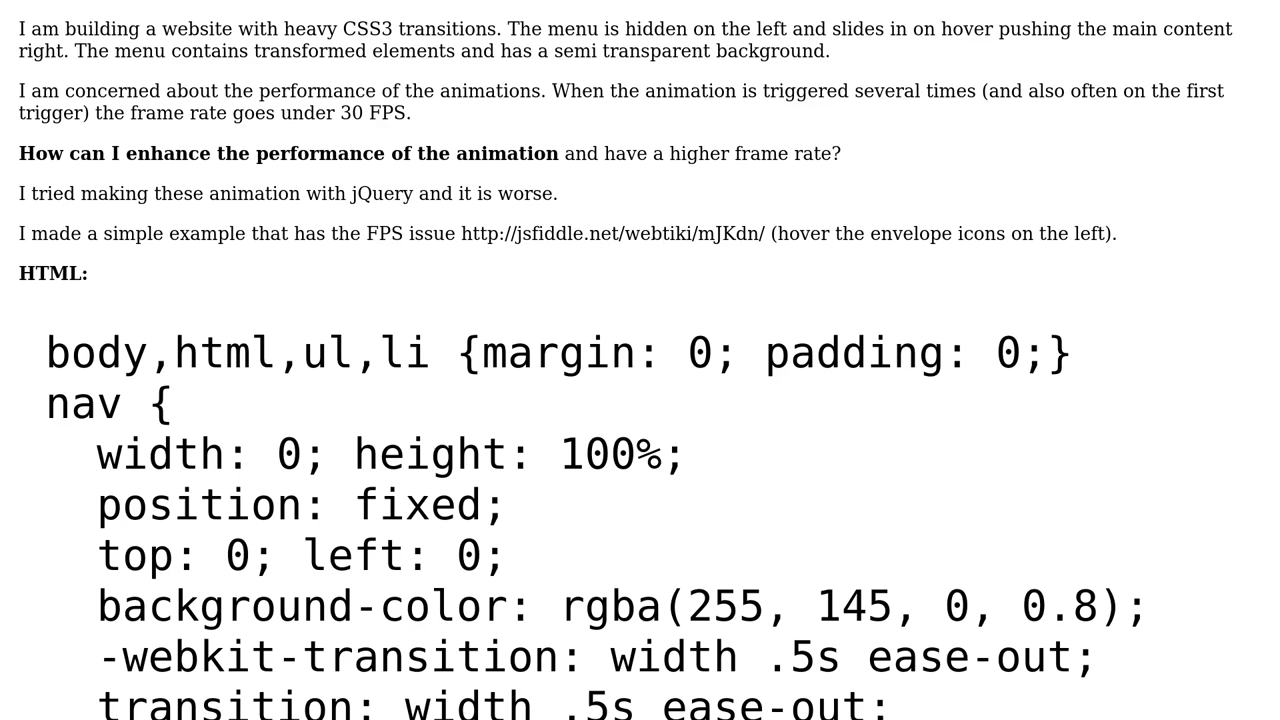 I am building a website with heavy CSS3 transitions. The menu is hidden on the left and slides in on hover pushing the main content
right. The menu contains transformed elements and has a semi transparent background.
I am concerned about the performance of the animations. When the animation is triggered several times (and also often on the first
trigger) the frame rate goes under 30 FPS.
How can I enhance the performance of the animation and have a higher frame rate?
I tried making these animation with jQuery and it is worse.
I made a simple example that has the FPS issue http://jsfiddle.net/webtiki/mJKdn/ (hover the envelope icons on the left).
HTML:
body,html,ul,li {margin: 0; padding: 0;}
nav {
width: 0; height: 100%;
position: fixed;
top: 0; left: 0;
background-color: rgba(255, 145, 0, 0.8);
-webkit-transition: width .5s ease-out;
transition: width .5s ease-out;